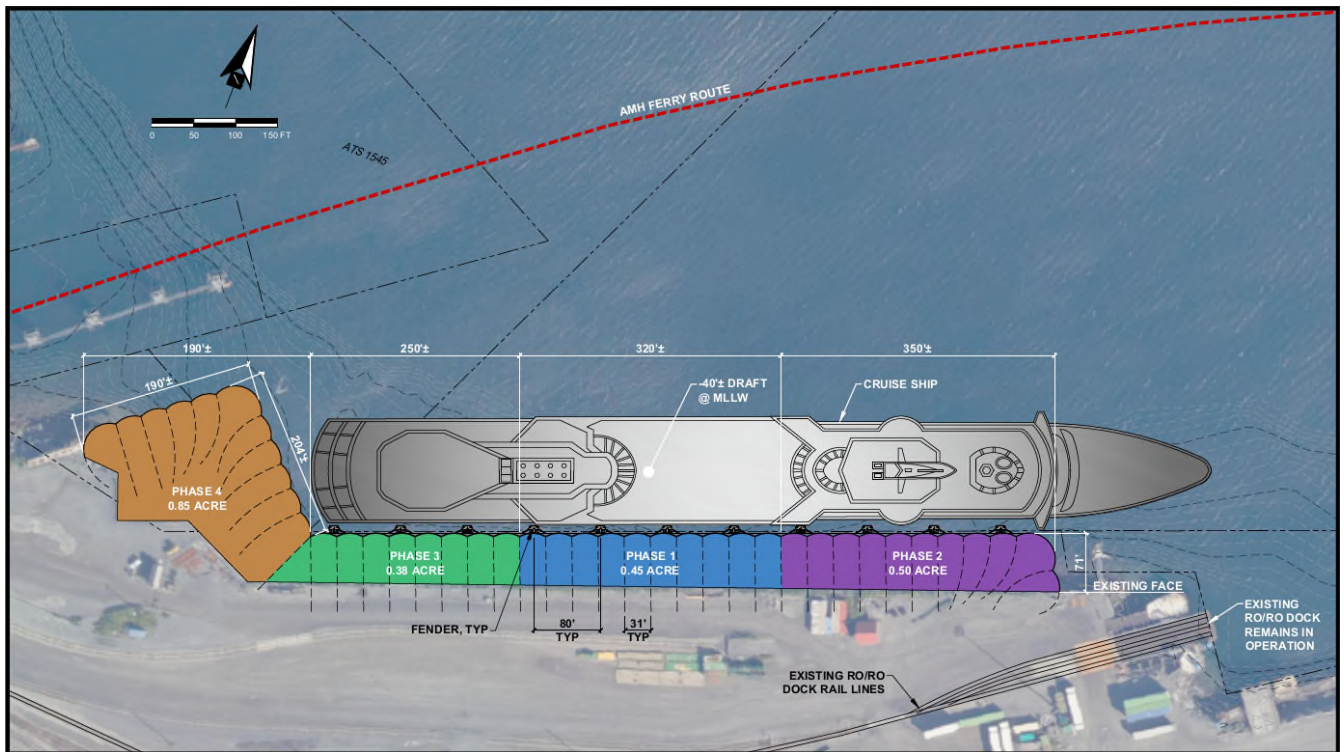 AMH FERRY ROUTE
0 50 100 150 FT
ATS 1545
190'±
250'±
320'±
350'±
190'±
204'±
-40'± DRAFT
@ MLLW
CRUISE SHIP
PHASE 4
0.85 ACRE
PHASE 3
0.38 ACRE
PHASE 1
0.45 ACRE
PHASE 2
0.50 ACRE
71'
EXISTING FACE
FENDER, TYP
80'
TYP
31'
TYP
EXISTING
RO/RO DOCK
REMAINS IN
OPERATION
EXISTING RO/RO
DOCK RAIL LINES